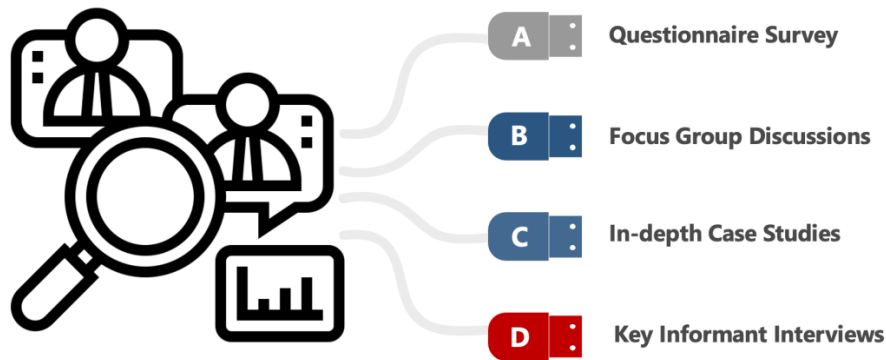 A Questionnaire Survey
B Focus Group Discussions
C In-depth Case Studies
D Key Informant Interviews